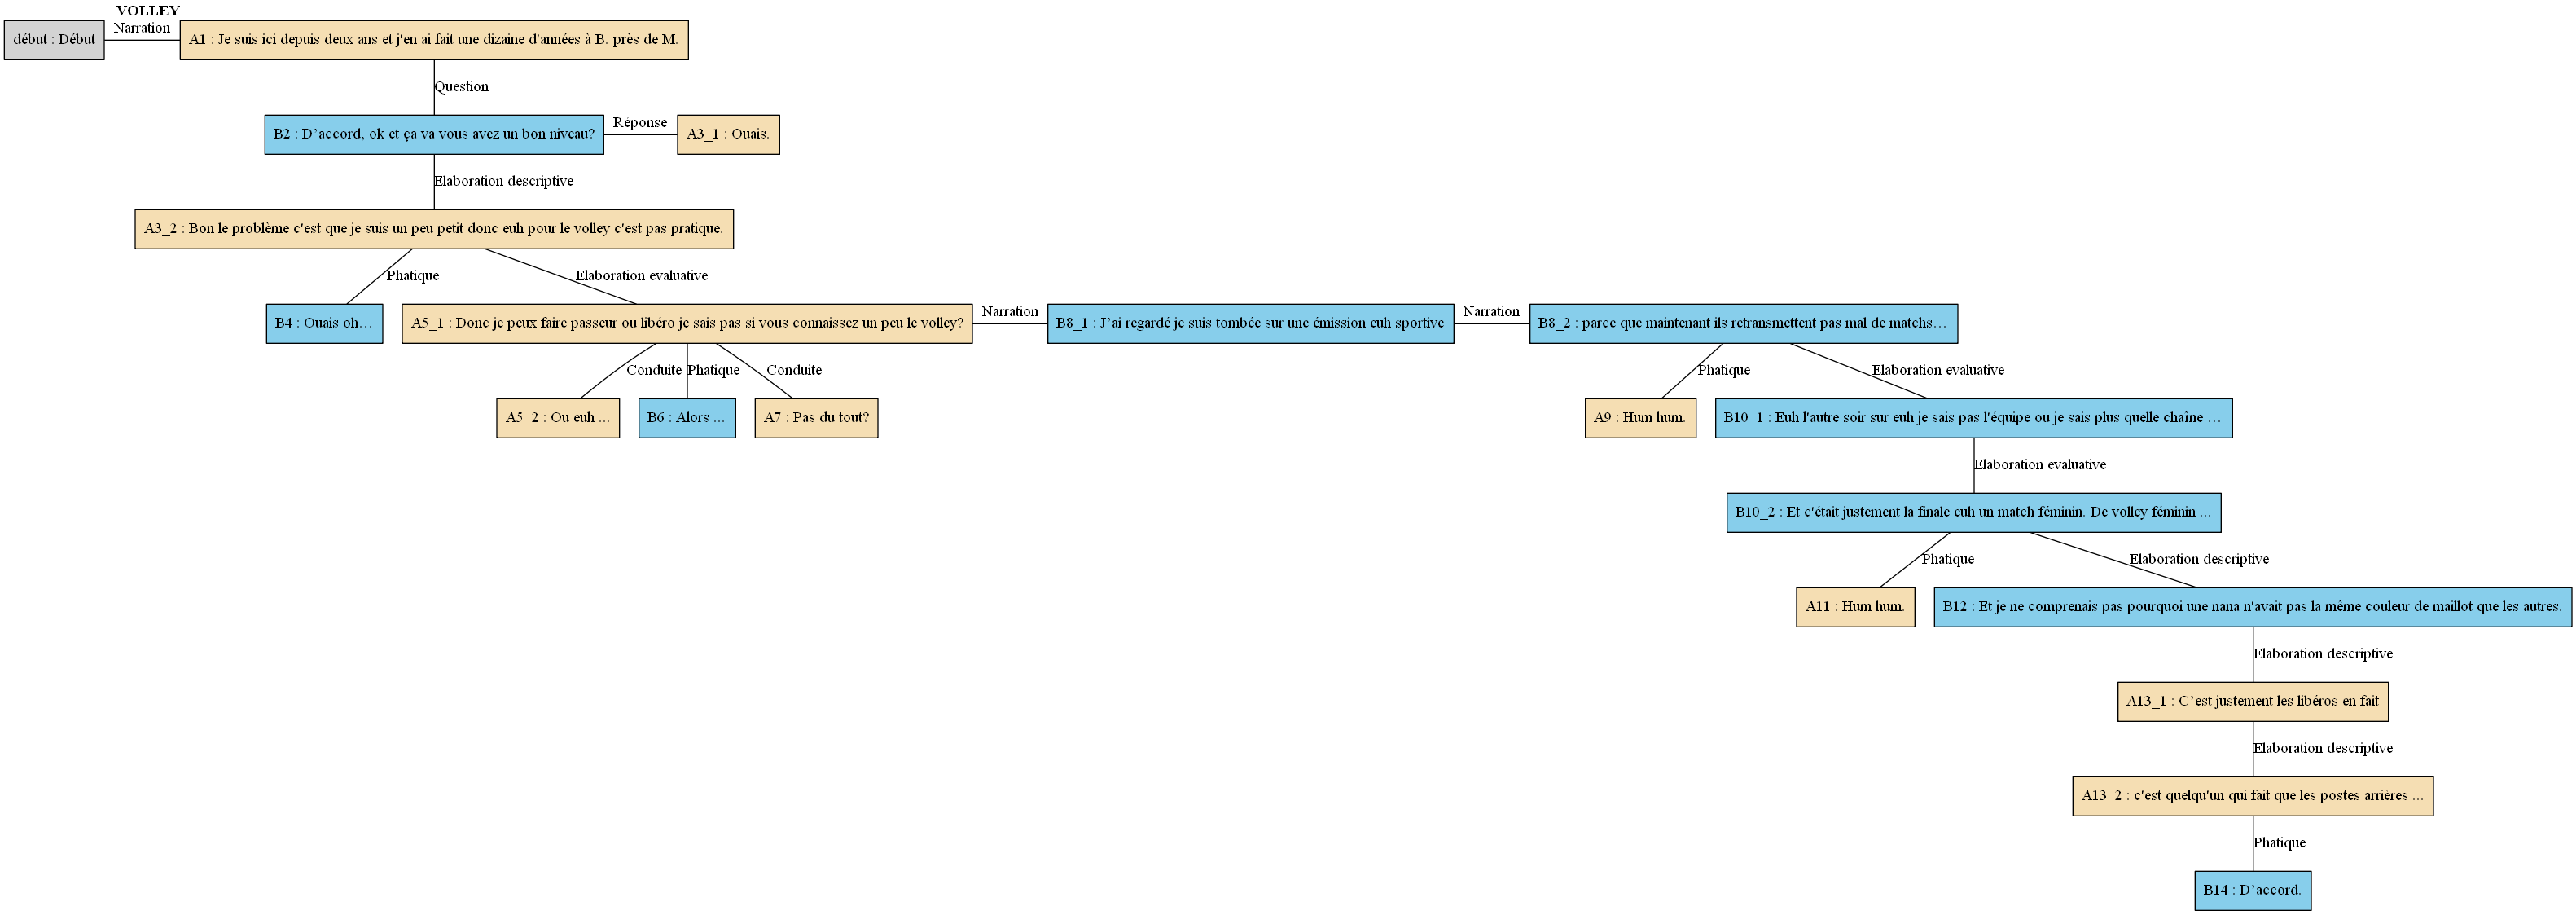 VOLLEY
début : Début
Narration
A1 : Je suis ici depuis deux ans et j'en ai fait une dizaine d'années à B. près de M.
Question
B2 : D’accord, ok et ça va vous avez un bon niveau?
Réponse
A3_1 : Ouais.
Elaboration descriptive
A3_2 : Bon le problème c'est que je suis un peu petit donc euh pour le volley c'est pas pratique.
Phatique
Elaboration evaluative
B4 : Ouais oh…
A5_1 : Donc je peux faire passeur ou libéro je sais pas si vous connaissez un peu le volley?
Narration
B8_1 : J’ai regardé je suis tombée sur une émission euh sportive
Narration
B8_2 : parce que maintenant ils retransmettent pas mal de matchs…
Conduite
Phatique
Conduite
Phatique
Elaboration evaluative
A5_2 : Ou euh ...
B6 : Alors ...
A7 : Pas du tout?
A9 : Hum hum.
B10_1 : Euh l'autre soir sur euh je sais pas l'équipe ou je sais plus quelle chaîne …
Elaboration evaluative
B10_2 : Et c'était justement la finale euh un match féminin. De volley féminin ...
Phatique
Elaboration descriptive
A11 : Hum hum.
B12 : Et je ne comprenais pas pourquoi une nana n'avait pas la même couleur de maillot que les autres.
Elaboration descriptive
A13_1 : C’est justement les libéros en fait
Elaboration descriptive
A13_2 : c'est quelqu'un qui fait que les postes arrières ...
Phatique
B14 : D’accord.